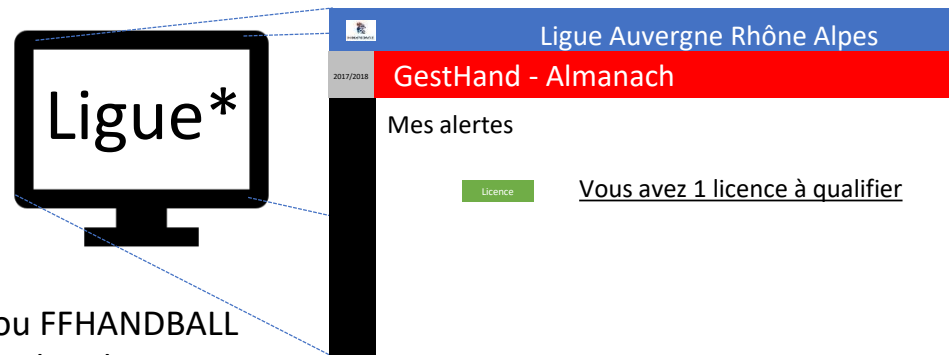 Ligue*
Ligue Auvergne Rhône Alpes
2017/2018
GestHand - Almanach
Mes alertes
Licence
Vous avez 1 licence à qualifier
ou FFHANDBALL